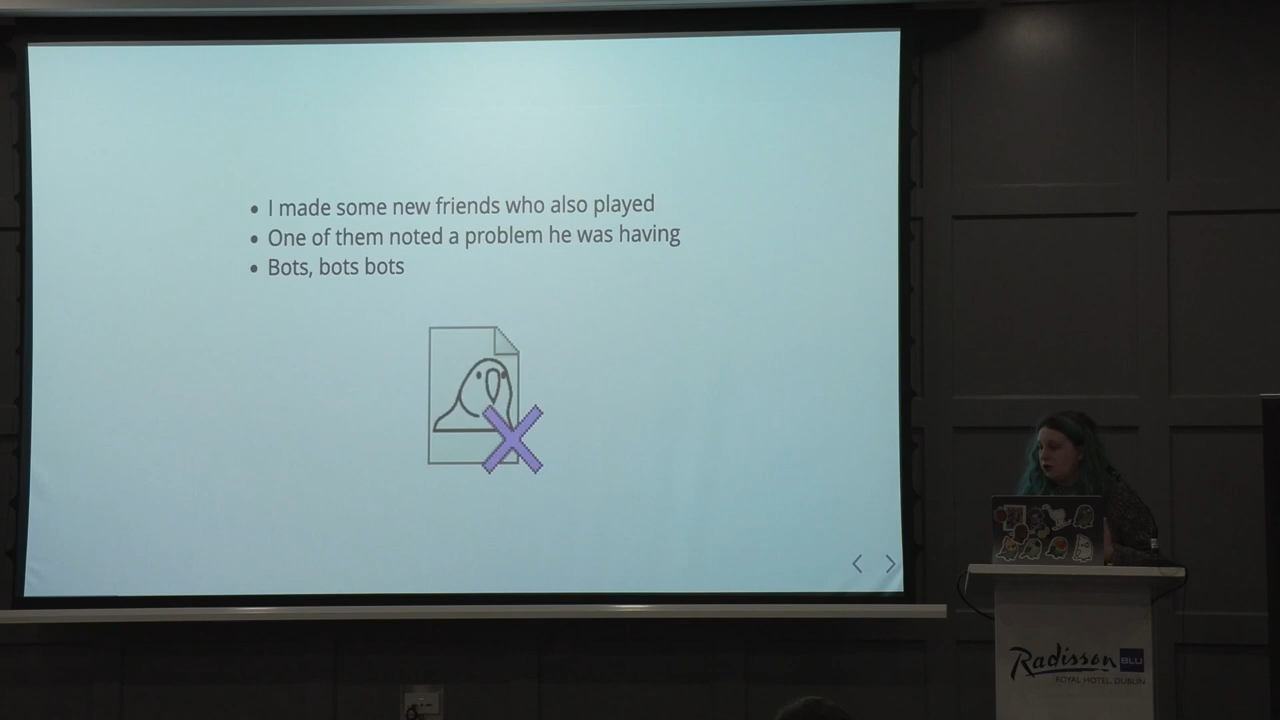 • I made some new friends who also played
• One of them noted a problem he was having
• Bots, bots bots
Radisson BLU
ROYAL HOTEL, DUBLIN